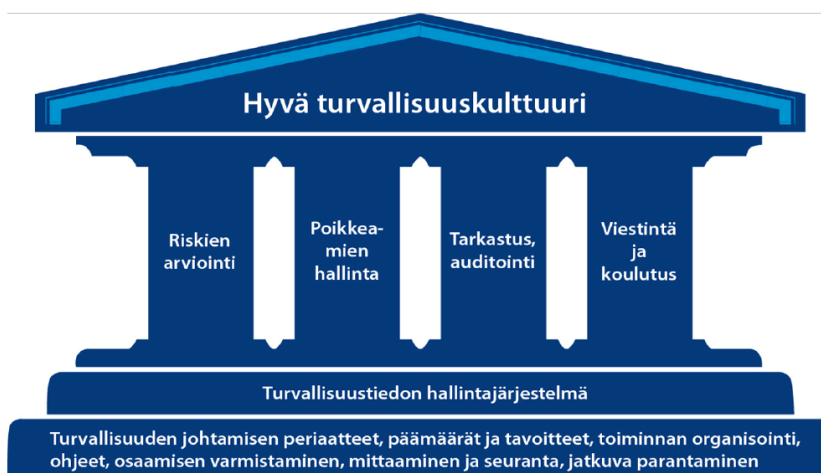 Hyvä turvallisuuskulttuuri
Riskien
arviointi
Poikkea-
mien
hallinta
Tarkastus,
auditointi
Viestintä
ja
koulutus
Turvallisuustiedon hallintajärjestelmä
Turvallisuuden johtamisen periaatteet, päämäärät ja tavoitteet, toiminnan organisointi,
ohjeet, osaamisen varmistaminen, mittaaminen ja seuranta, jatkuva parantaminen